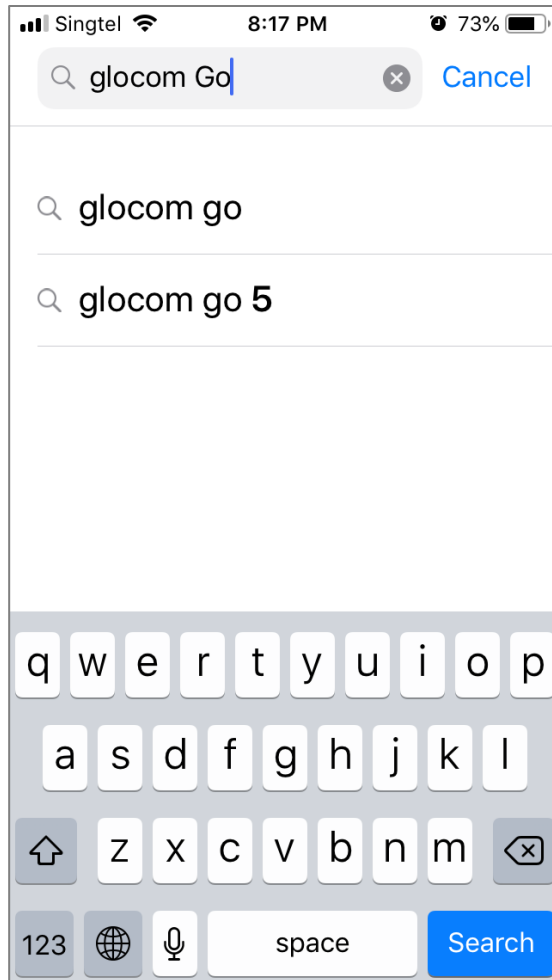 Singtel 8:17 PM 73%
glocom Go Cancel
glocom go
glocom go 5
q w e r t y u i o p
a s d f g h j k l
z x c v b n m
123 space Search